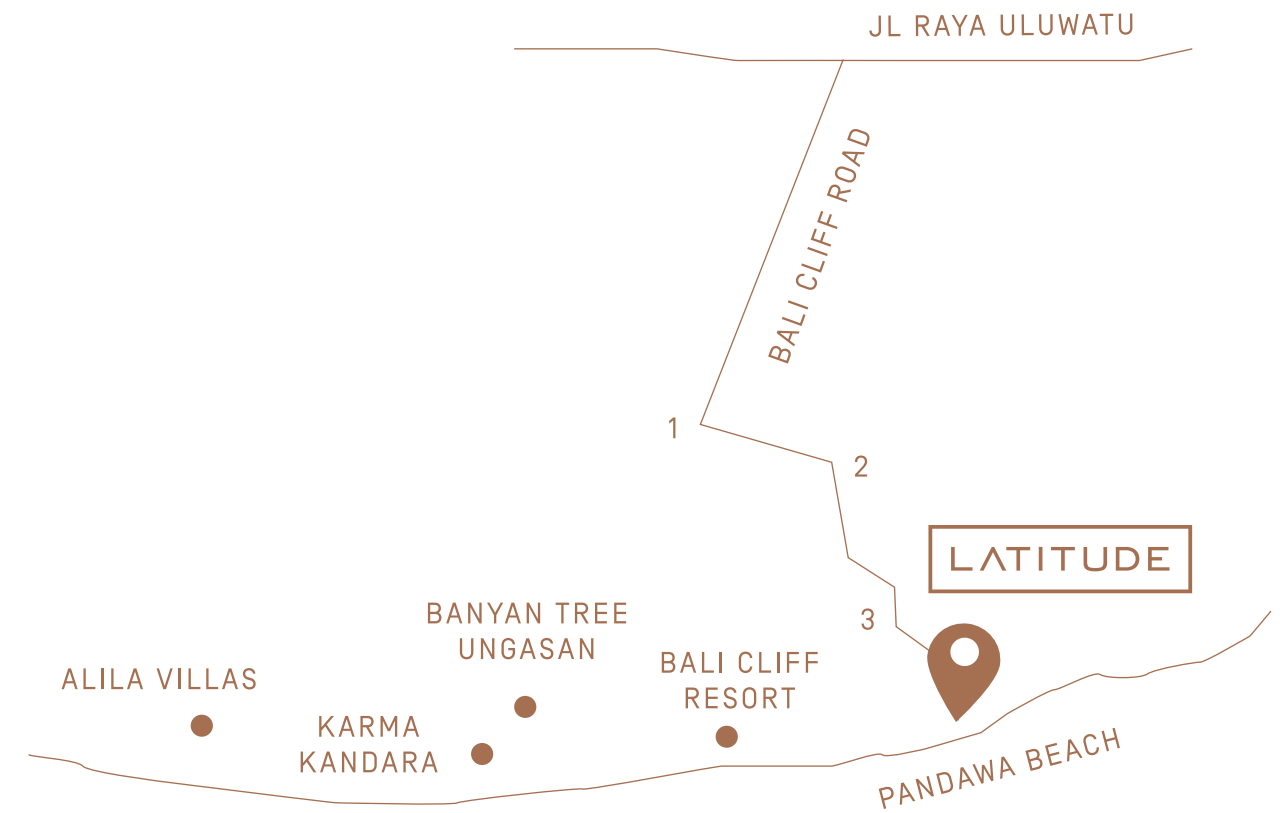 JL RAYA ULUWATU
BALI CLIFF ROAD
1
2
LATITUDE
3
BANYAN TREE
UNGASAN
BALI CLIFF
RESORT
ALILA VILLAS
KARMA
KANDARA
PANDAWA BEACH